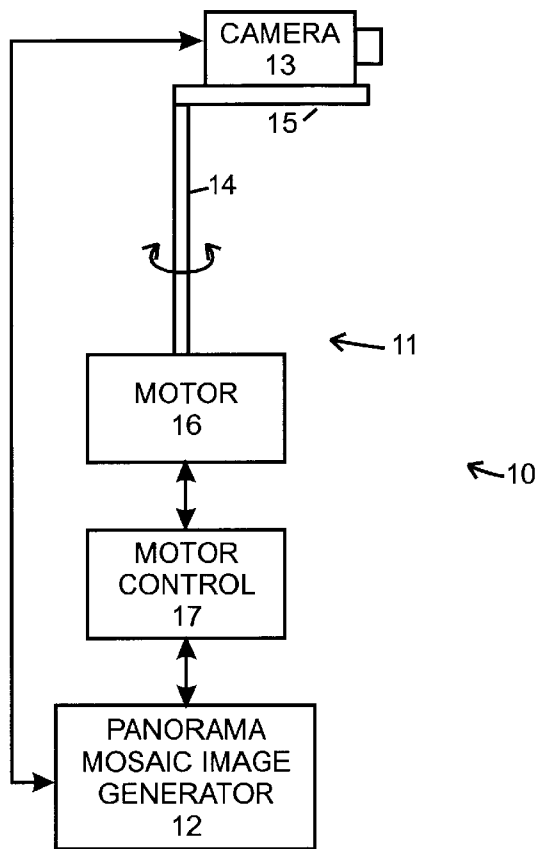 CAMERA
13
15
14
11
MOTOR
16
10
MOTOR
CONTROL
17
PANORAMA
MOSAIC IMAGE
GENERATOR
12